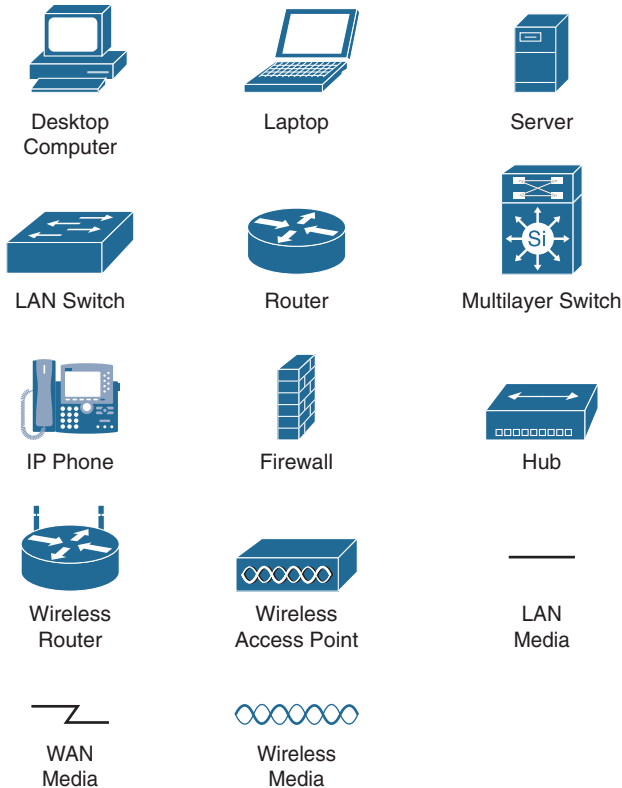 Desktop
Computer
Laptop
Server
LAN Switch
Router
Si
Multilayer Switch
IP Phone
Firewall
Hub
Wireless
Router
Wireless
Access Point
LAN
Media
WAN
Media
Wireless
Media